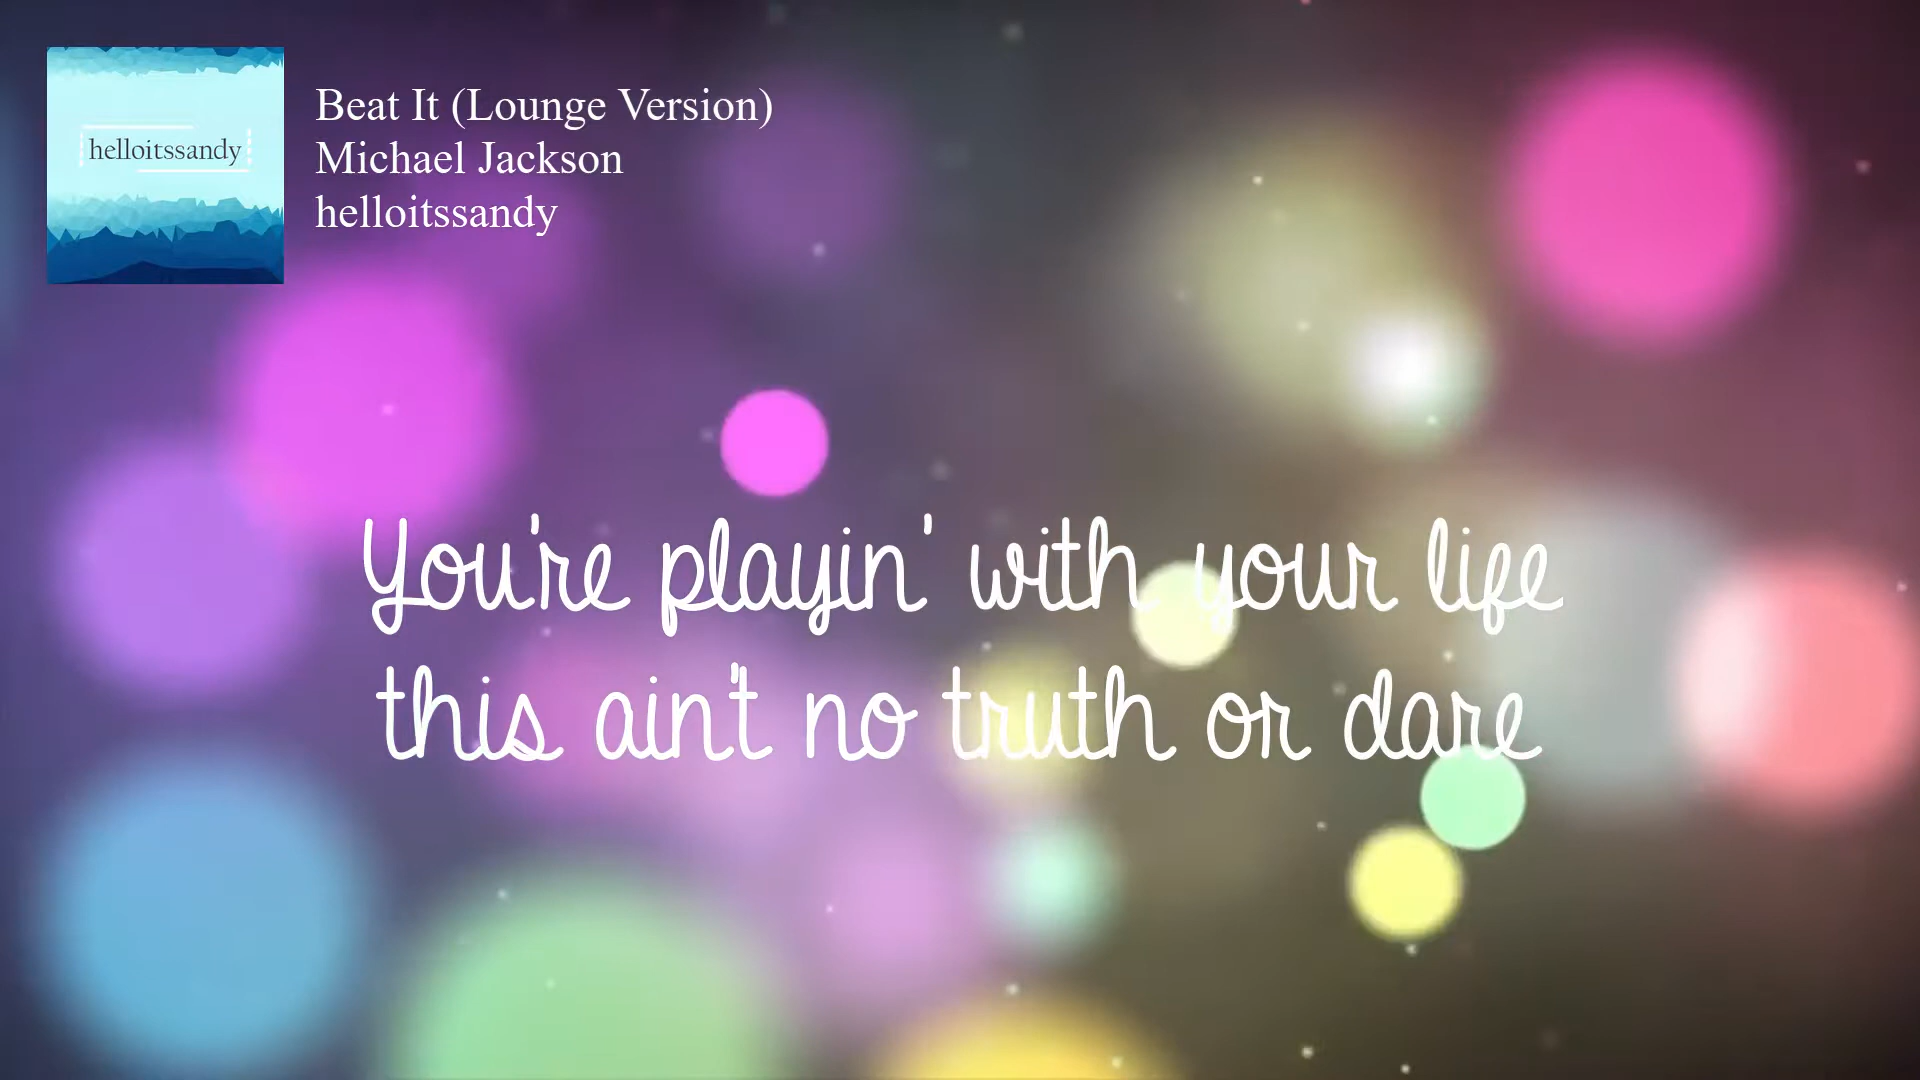 helloitssandy
Beat It (Lounge Version)
Michael Jackson
helloitssandy
You're playin' with your life
this ain't no truth or dare